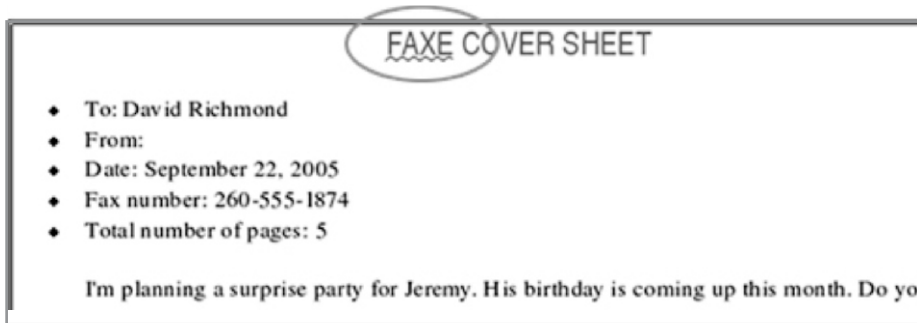 FAXE COVER SHEET
To: David Richmond
From:
Date: September 22, 2005
Fax number: 260-555-1874
Total number of pages: 5
I'm planning a surprise party for Jeremy. His birthday is coming up this month. Do yo